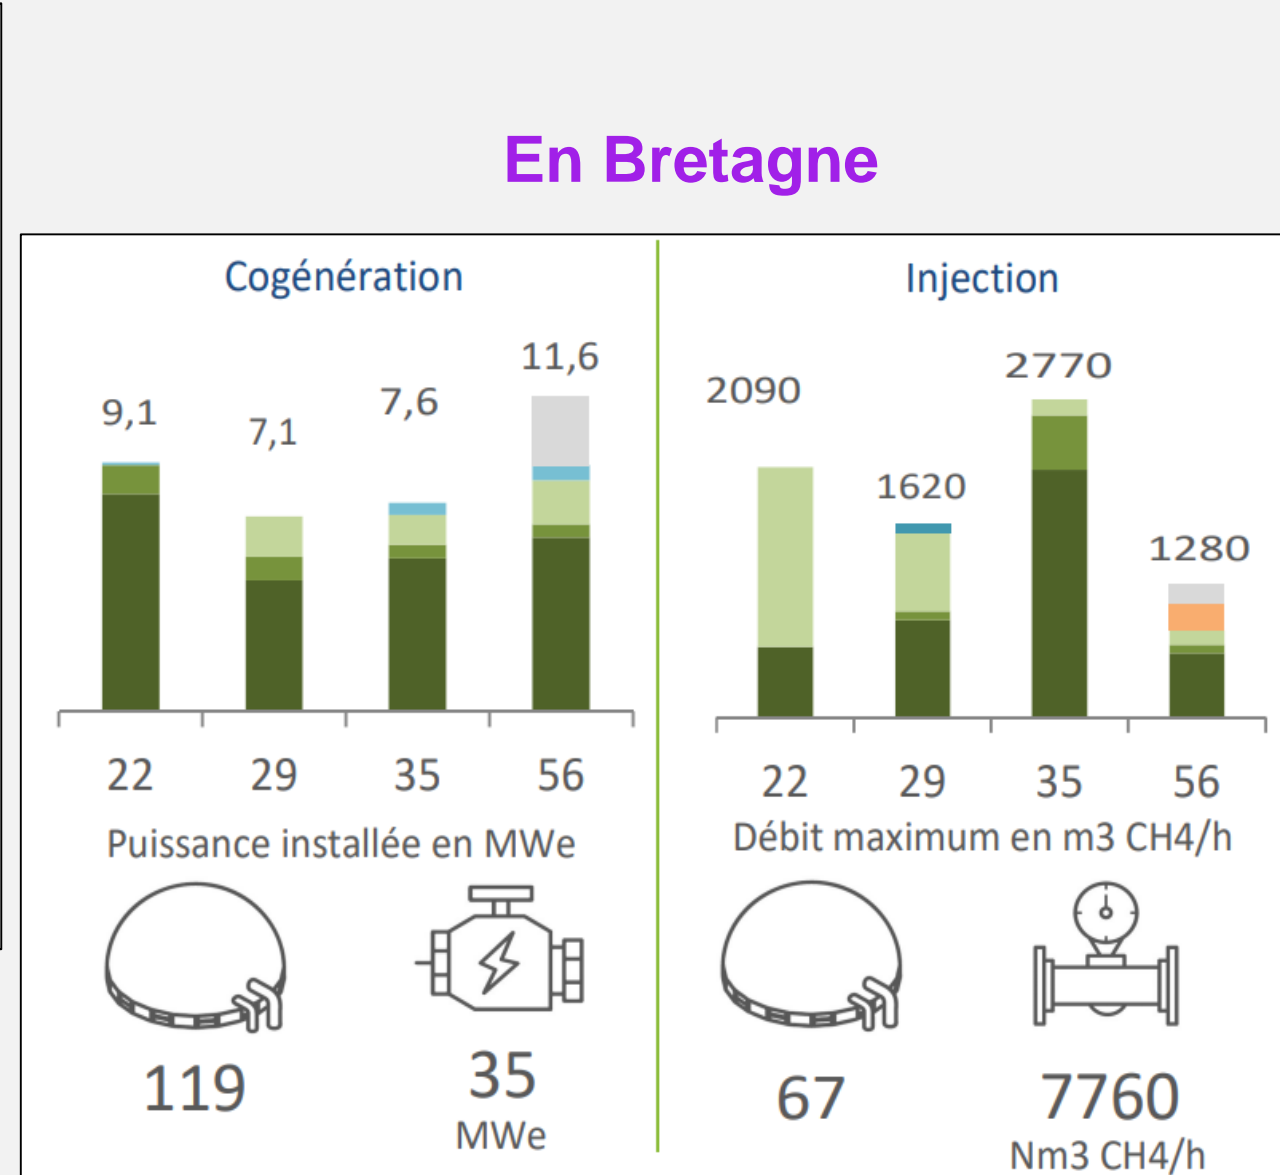 En Bretagne
Cogénération
9,1
7,1
7,6
11,6
22 29 35 56
Puissance installée en MWe
119
35
MWe
Injection
2090
1620
2770
1280
22 29 35 56
Débit maximum en m3 CH4/h
67
7760
Nm3 CH4/h